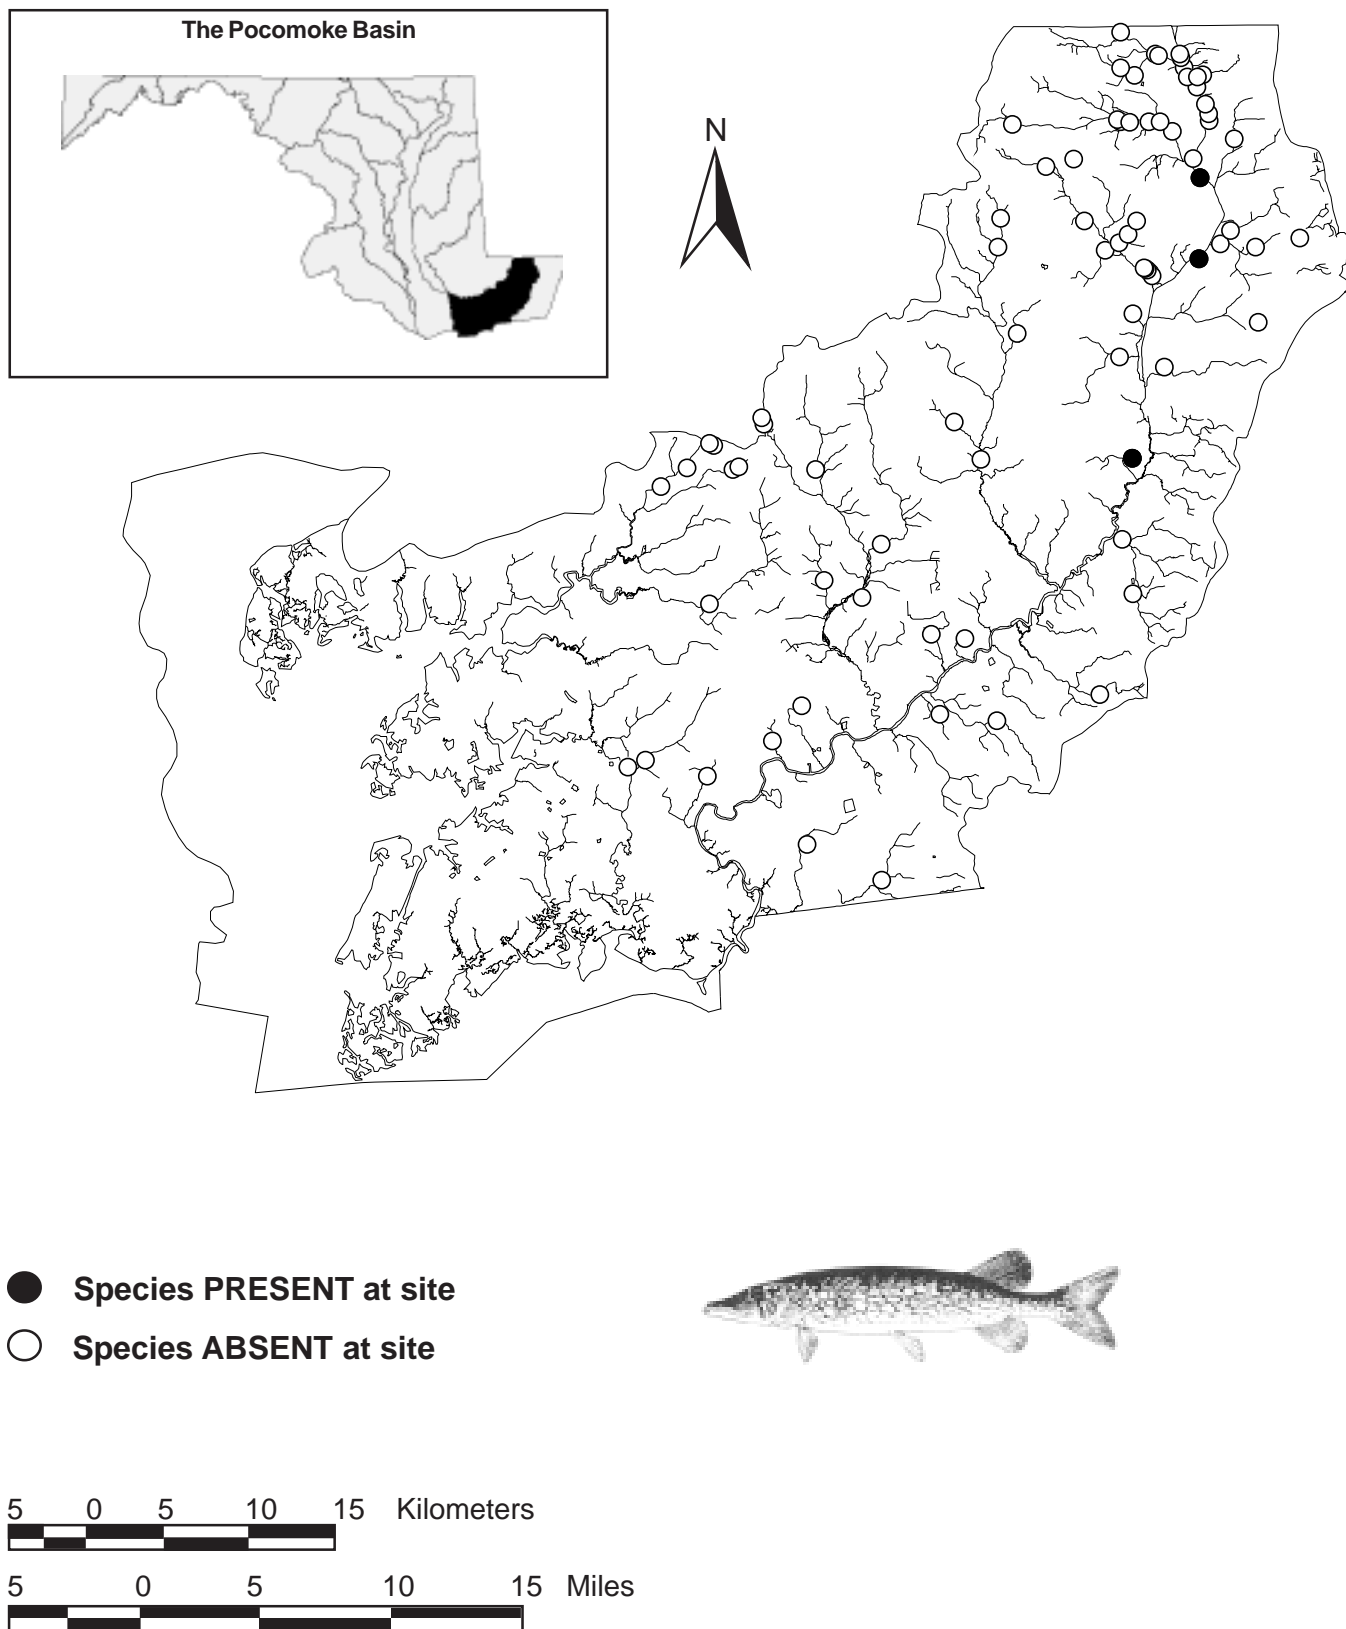 The Pocomoke Basin
N
Species PRESENT at site
Species ABSENT at site
5 0 5 10 15 Kilometers
5 0 5 10 15 Miles